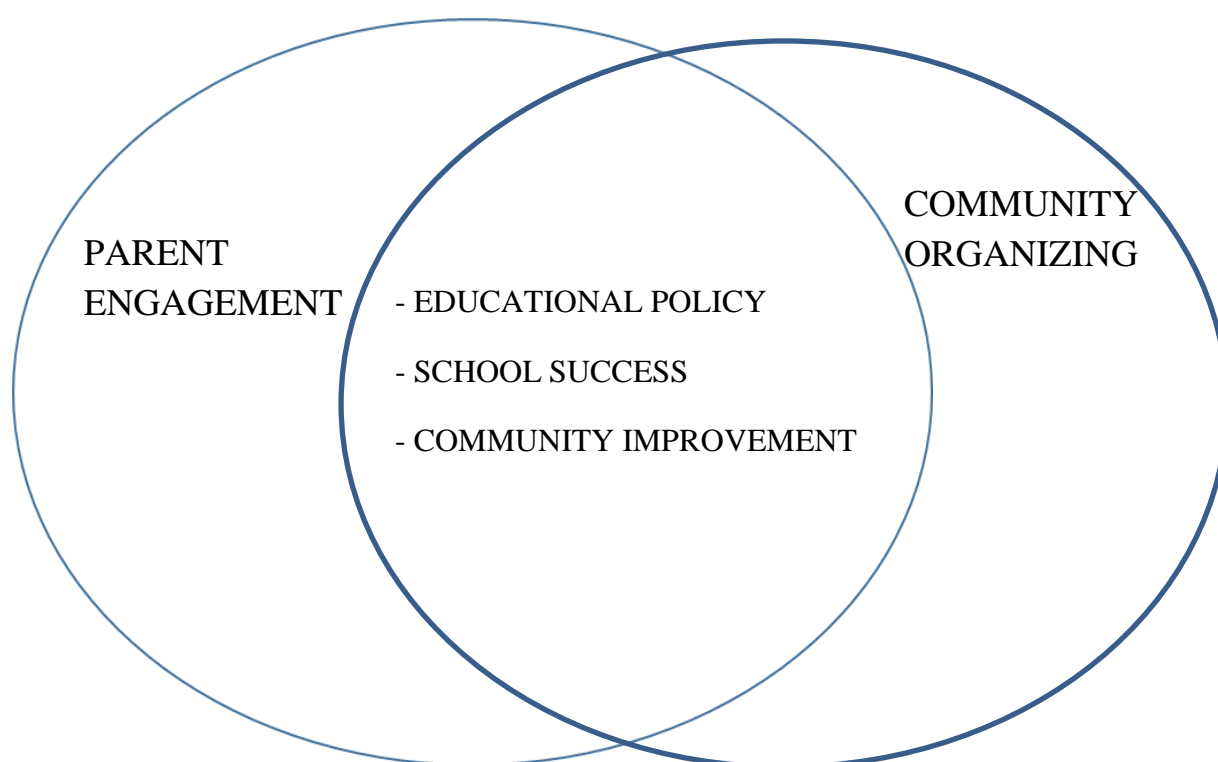 PARENT
ENGAGEMENT
- EDUCATIONAL POLICY
- SCHOOL SUCCESS
- COMMUNITY IMPROVEMENT
COMMUNITY
ORGANIZING